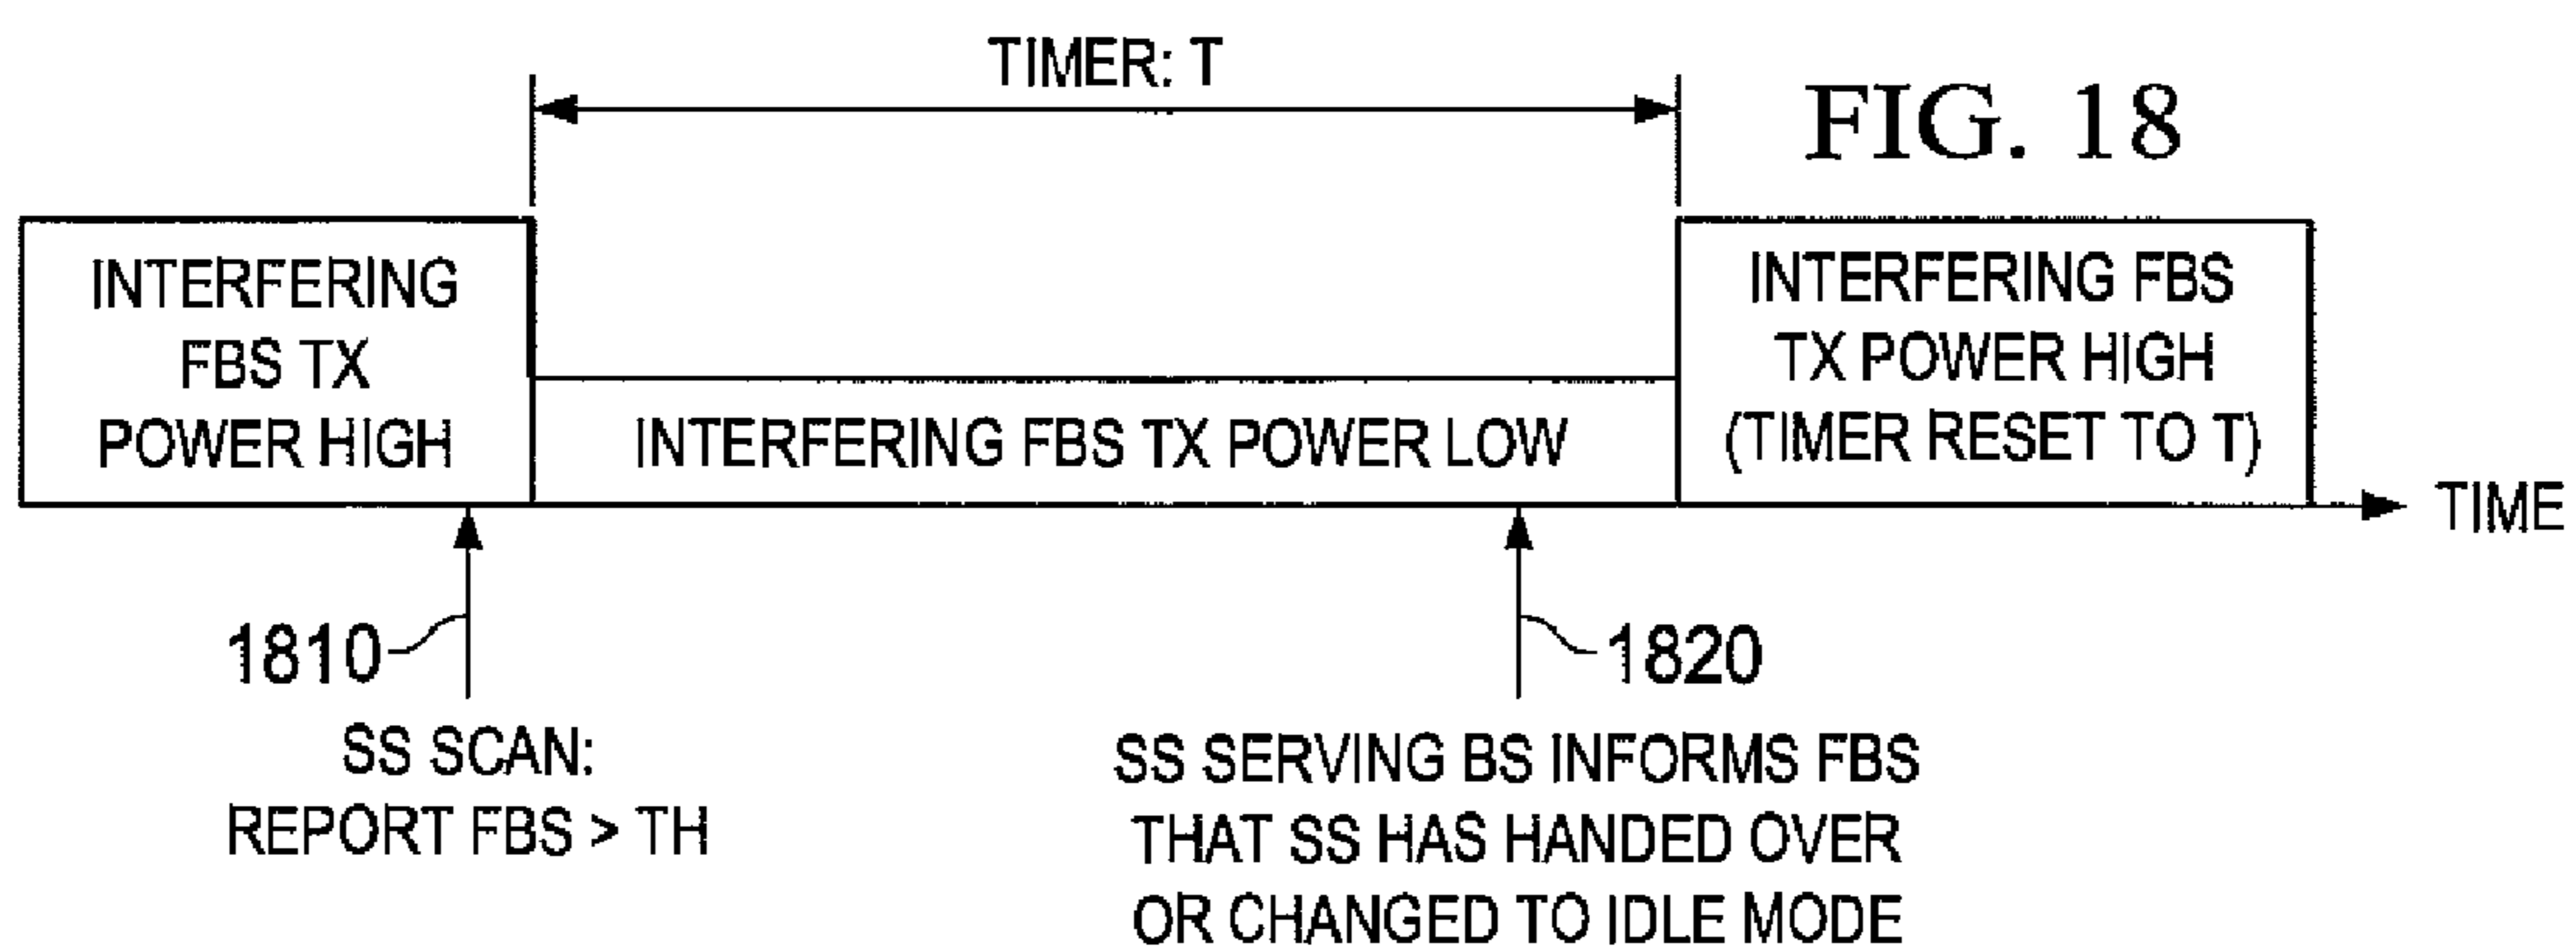 TIMER: T
FIG. 18
INTERFERING
FBS TX
POWER HIGH
INTERFERING FBS TX POWER LOW
INTERFERING FBS
TX POWER HIGH
(TIMER RESET TO T)
TIME
1810
SS SCAN:
REPORT FBS > TH
1820
SS SERVING BS INFORMS FBS
THAT SS HAS HANDED OVER
OR CHANGED TO IDLE MODE